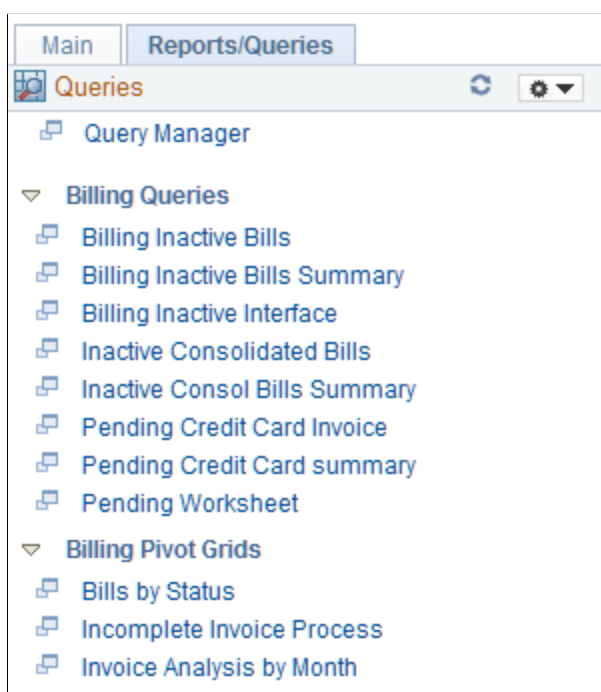 Main Reports/Queries
Queries
Query Manager
Billing Queries
Billing Inactive Bills
Billing Inactive Bills Summary
Billing Inactive Interface
Inactive Consolidated Bills
Inactive Consol Bills Summary
Pending Credit Card Invoice
Pending Credit Card summary
Pending Worksheet
Billing Pivot Grids
Bills by Status
Incomplete Invoice Process
Invoice Analysis by Month